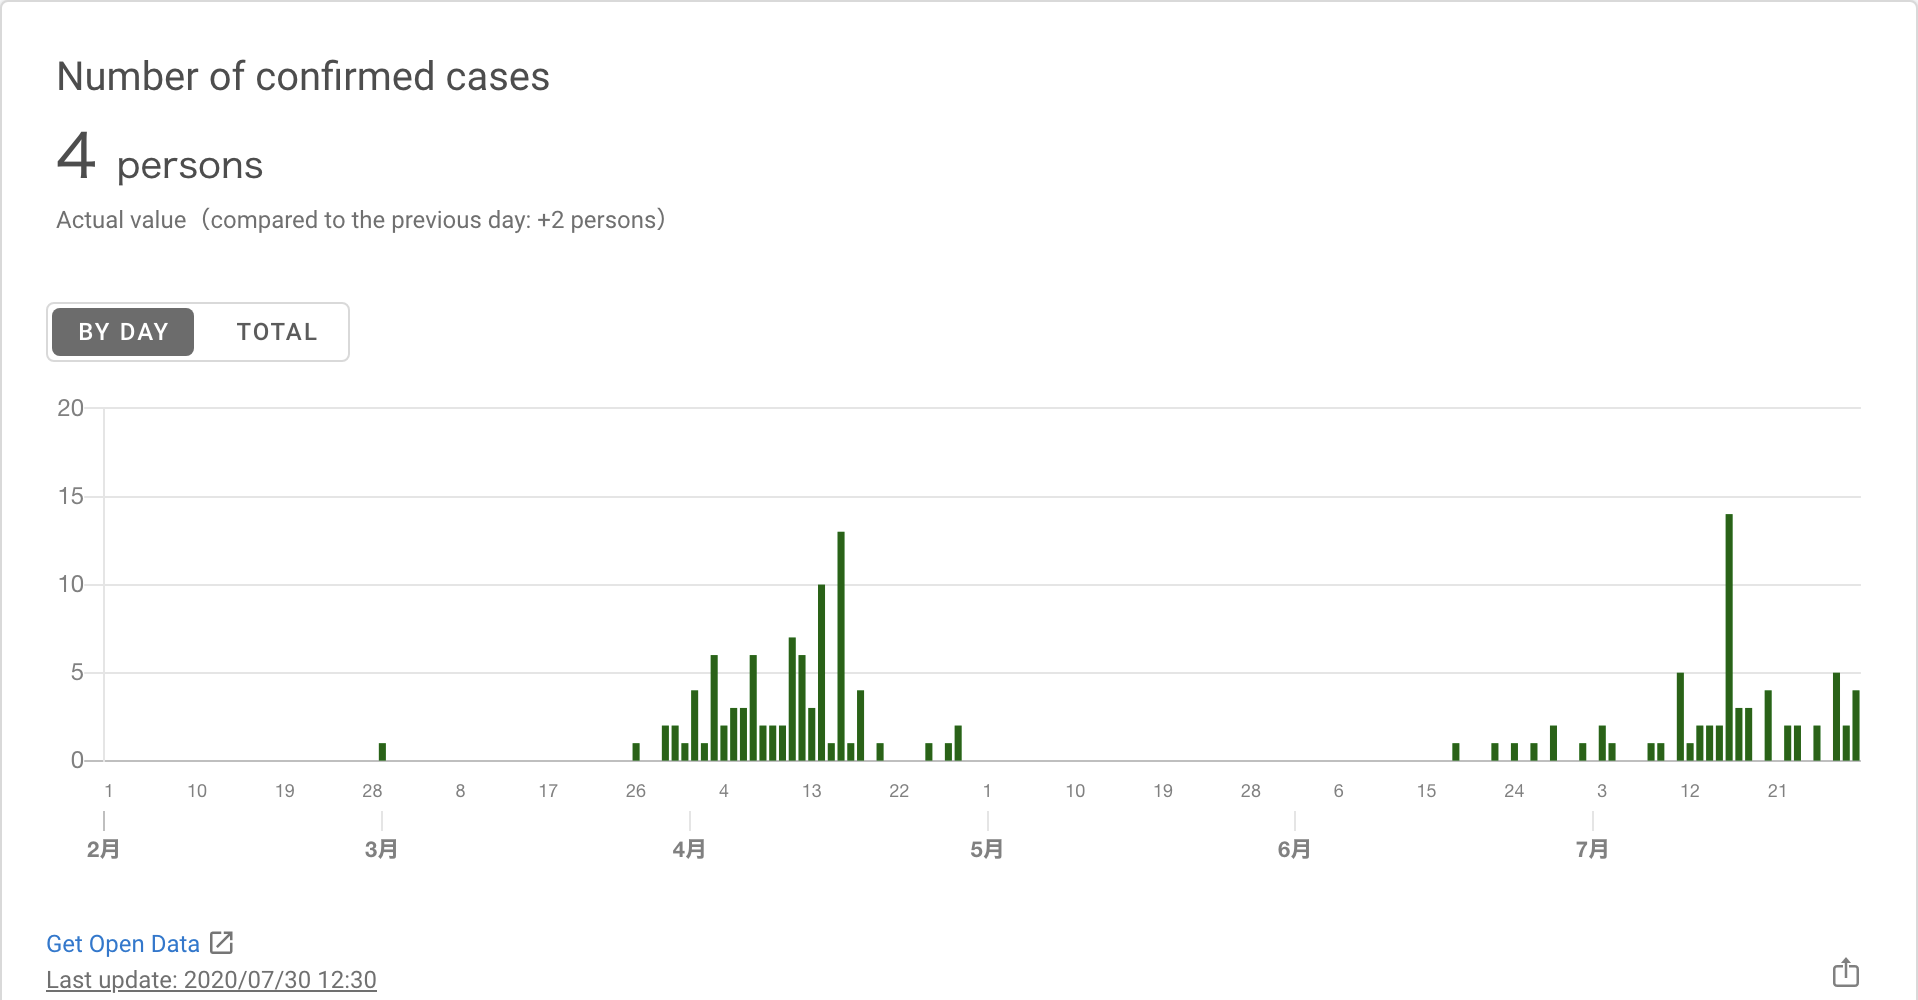 Number of confirmed cases
4 persons
Actual value（compared to the previous day: +2 persons）
BY DAY TOTAL
20
15
10
5
0
1 10 19 28 8 17 26 4 13 22 1 10 19 28 6 15 24 3 12 21
2月 3月 4月 5月 6月 7月
Get Open Data
Last update: 2020/07/30 12:30